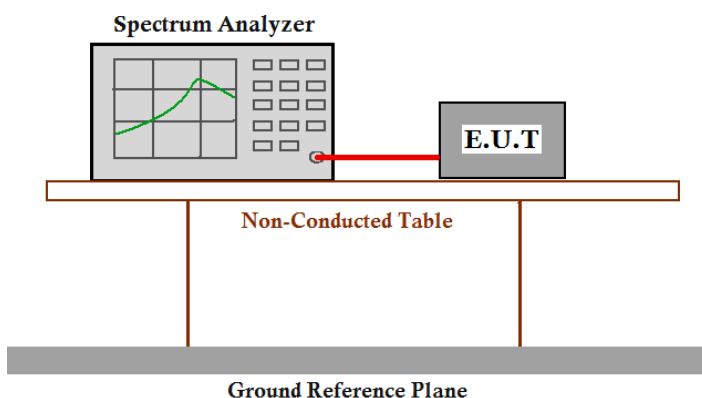 Spectrum Analyzer
E.U.T
Non-Conducted Table
Ground Reference Plane